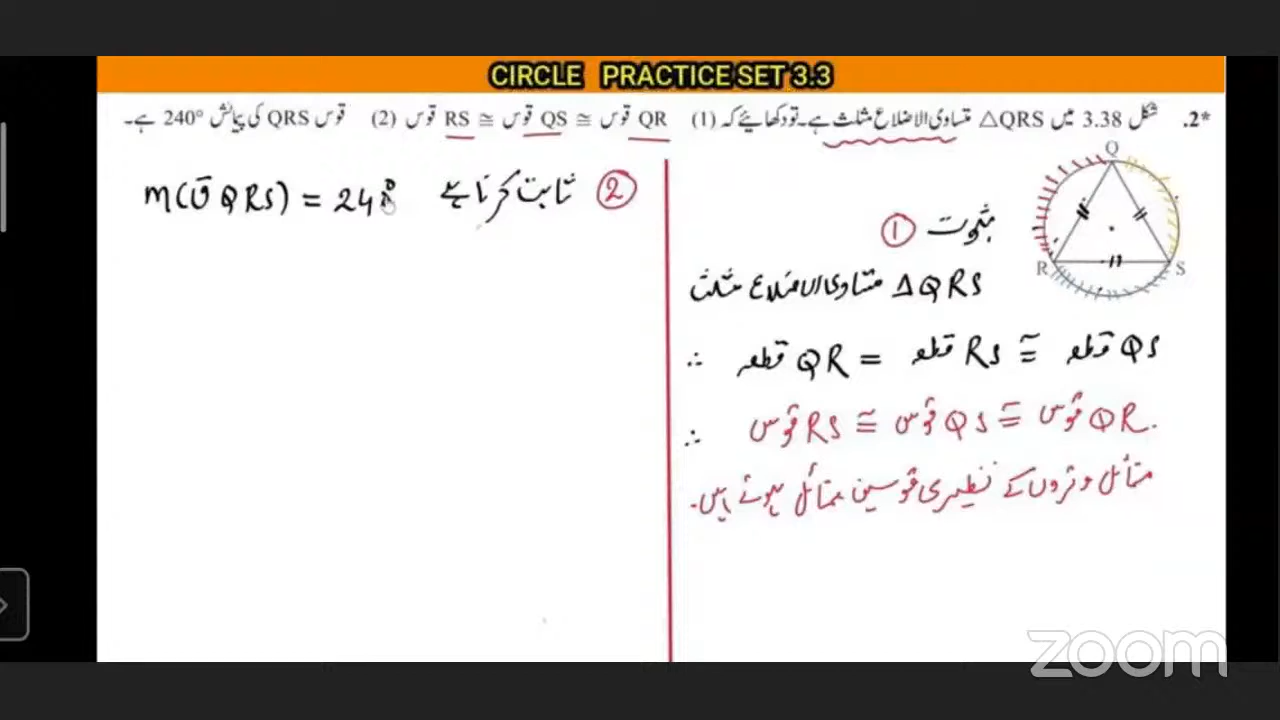 CIRCLE PRACTICE SET 3.3
*2. شکل 3.38 میں △QRS متساوی الاضلاع مثلث ہے۔ تو دکھائیے کہ (1) قوس RS ≅ قوس QS ≅ قوس QR (2) قوس QRS کی پیمائش 240° ہے۔
Q
R
S
ثبوت ①
△QRS متساوی الاضلاع مثلث
∴ قطعہ QR = قطعہ RS ≅ قطعہ QS
∴ قوس RS ≅ قوس QS ≅ قوس QR.
متماثل وتروں کے نظیری قوسین متماثل ہوتے ہیں۔
② ثابت کرنا ہے
m(ق QRS) = 240°
zoom